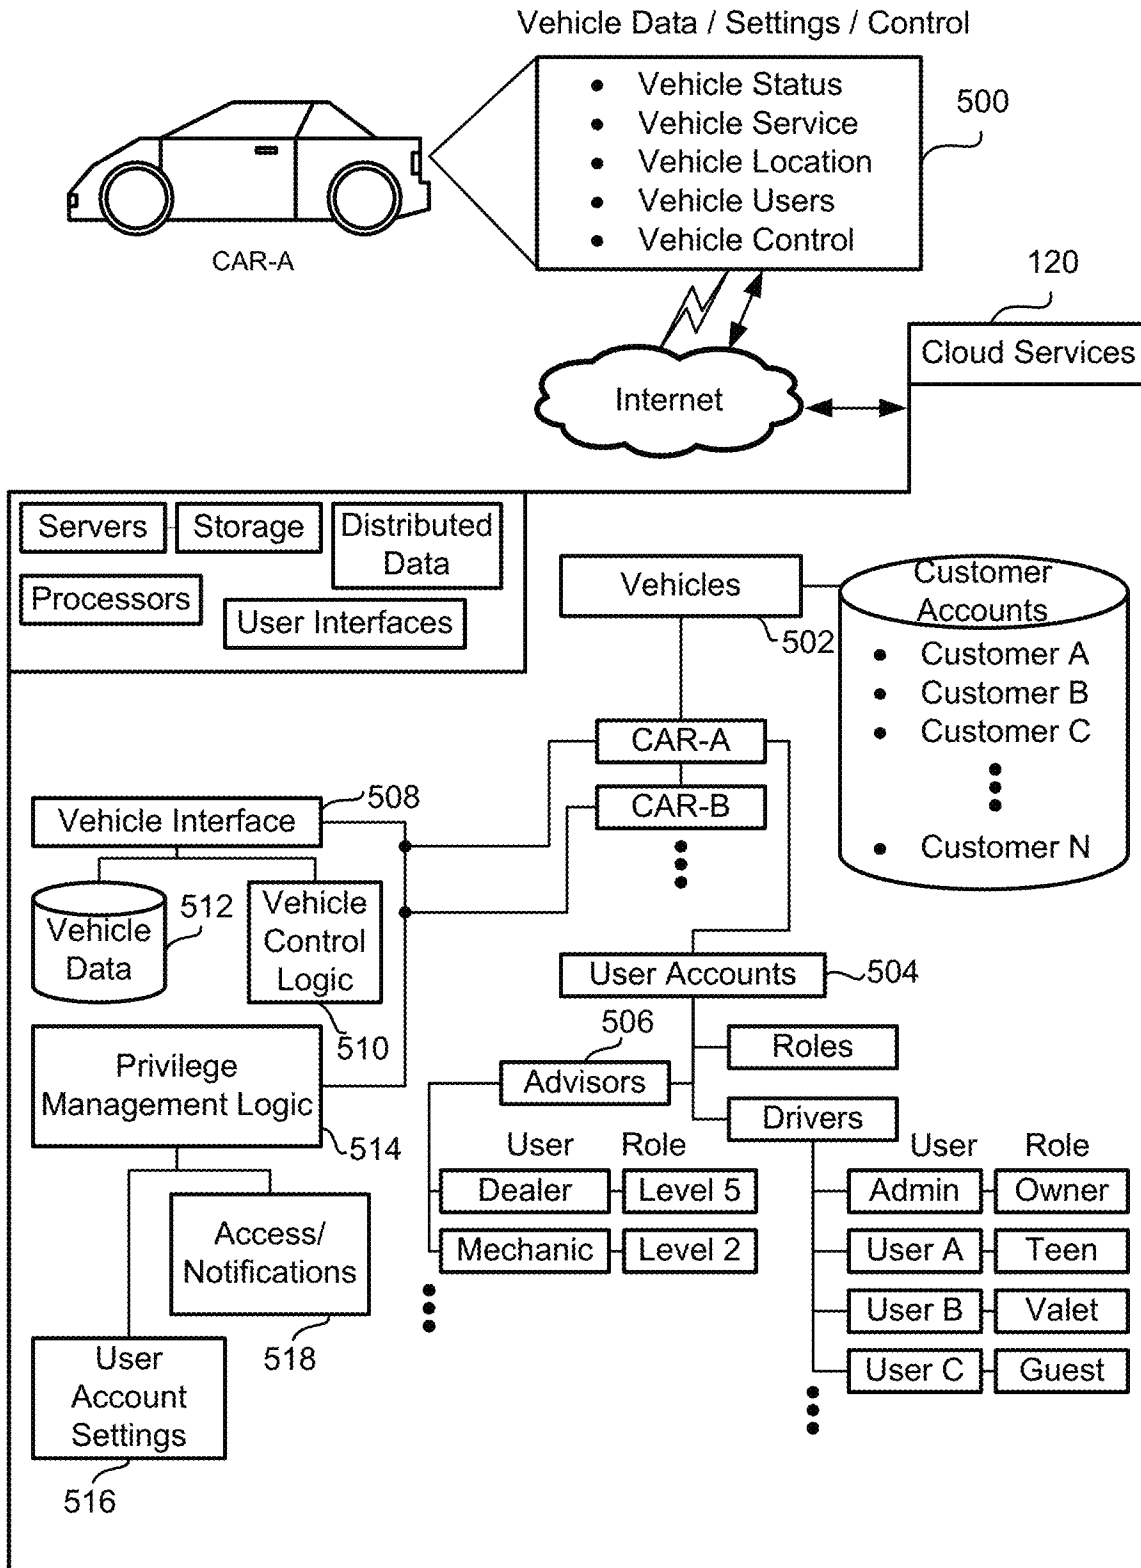 Vehicle Data / Settings / Control
Vehicle Status
Vehicle Service
Vehicle Location
Vehicle Users
Vehicle Control
500
CAR-A
120
Cloud Services
Internet
Servers
Storage
Distributed
Data
Processors
User Interfaces
Vehicles
502
Customer
Accounts
Customer A
Customer B
Customer C
Customer N
CAR-A
CAR-B
508
Vehicle Interface
512
Vehicle
Data
Vehicle
Control
Logic
510
User Accounts
504
506
Advisors
Roles
Drivers
Privilege
Management Logic
514
User Role
Dealer Level 5
Mechanic Level 2
User Role
Admin Owner
User A Teen
User B Valet
User C Guest
Access/
Notifications
518
User
Account
Settings
516